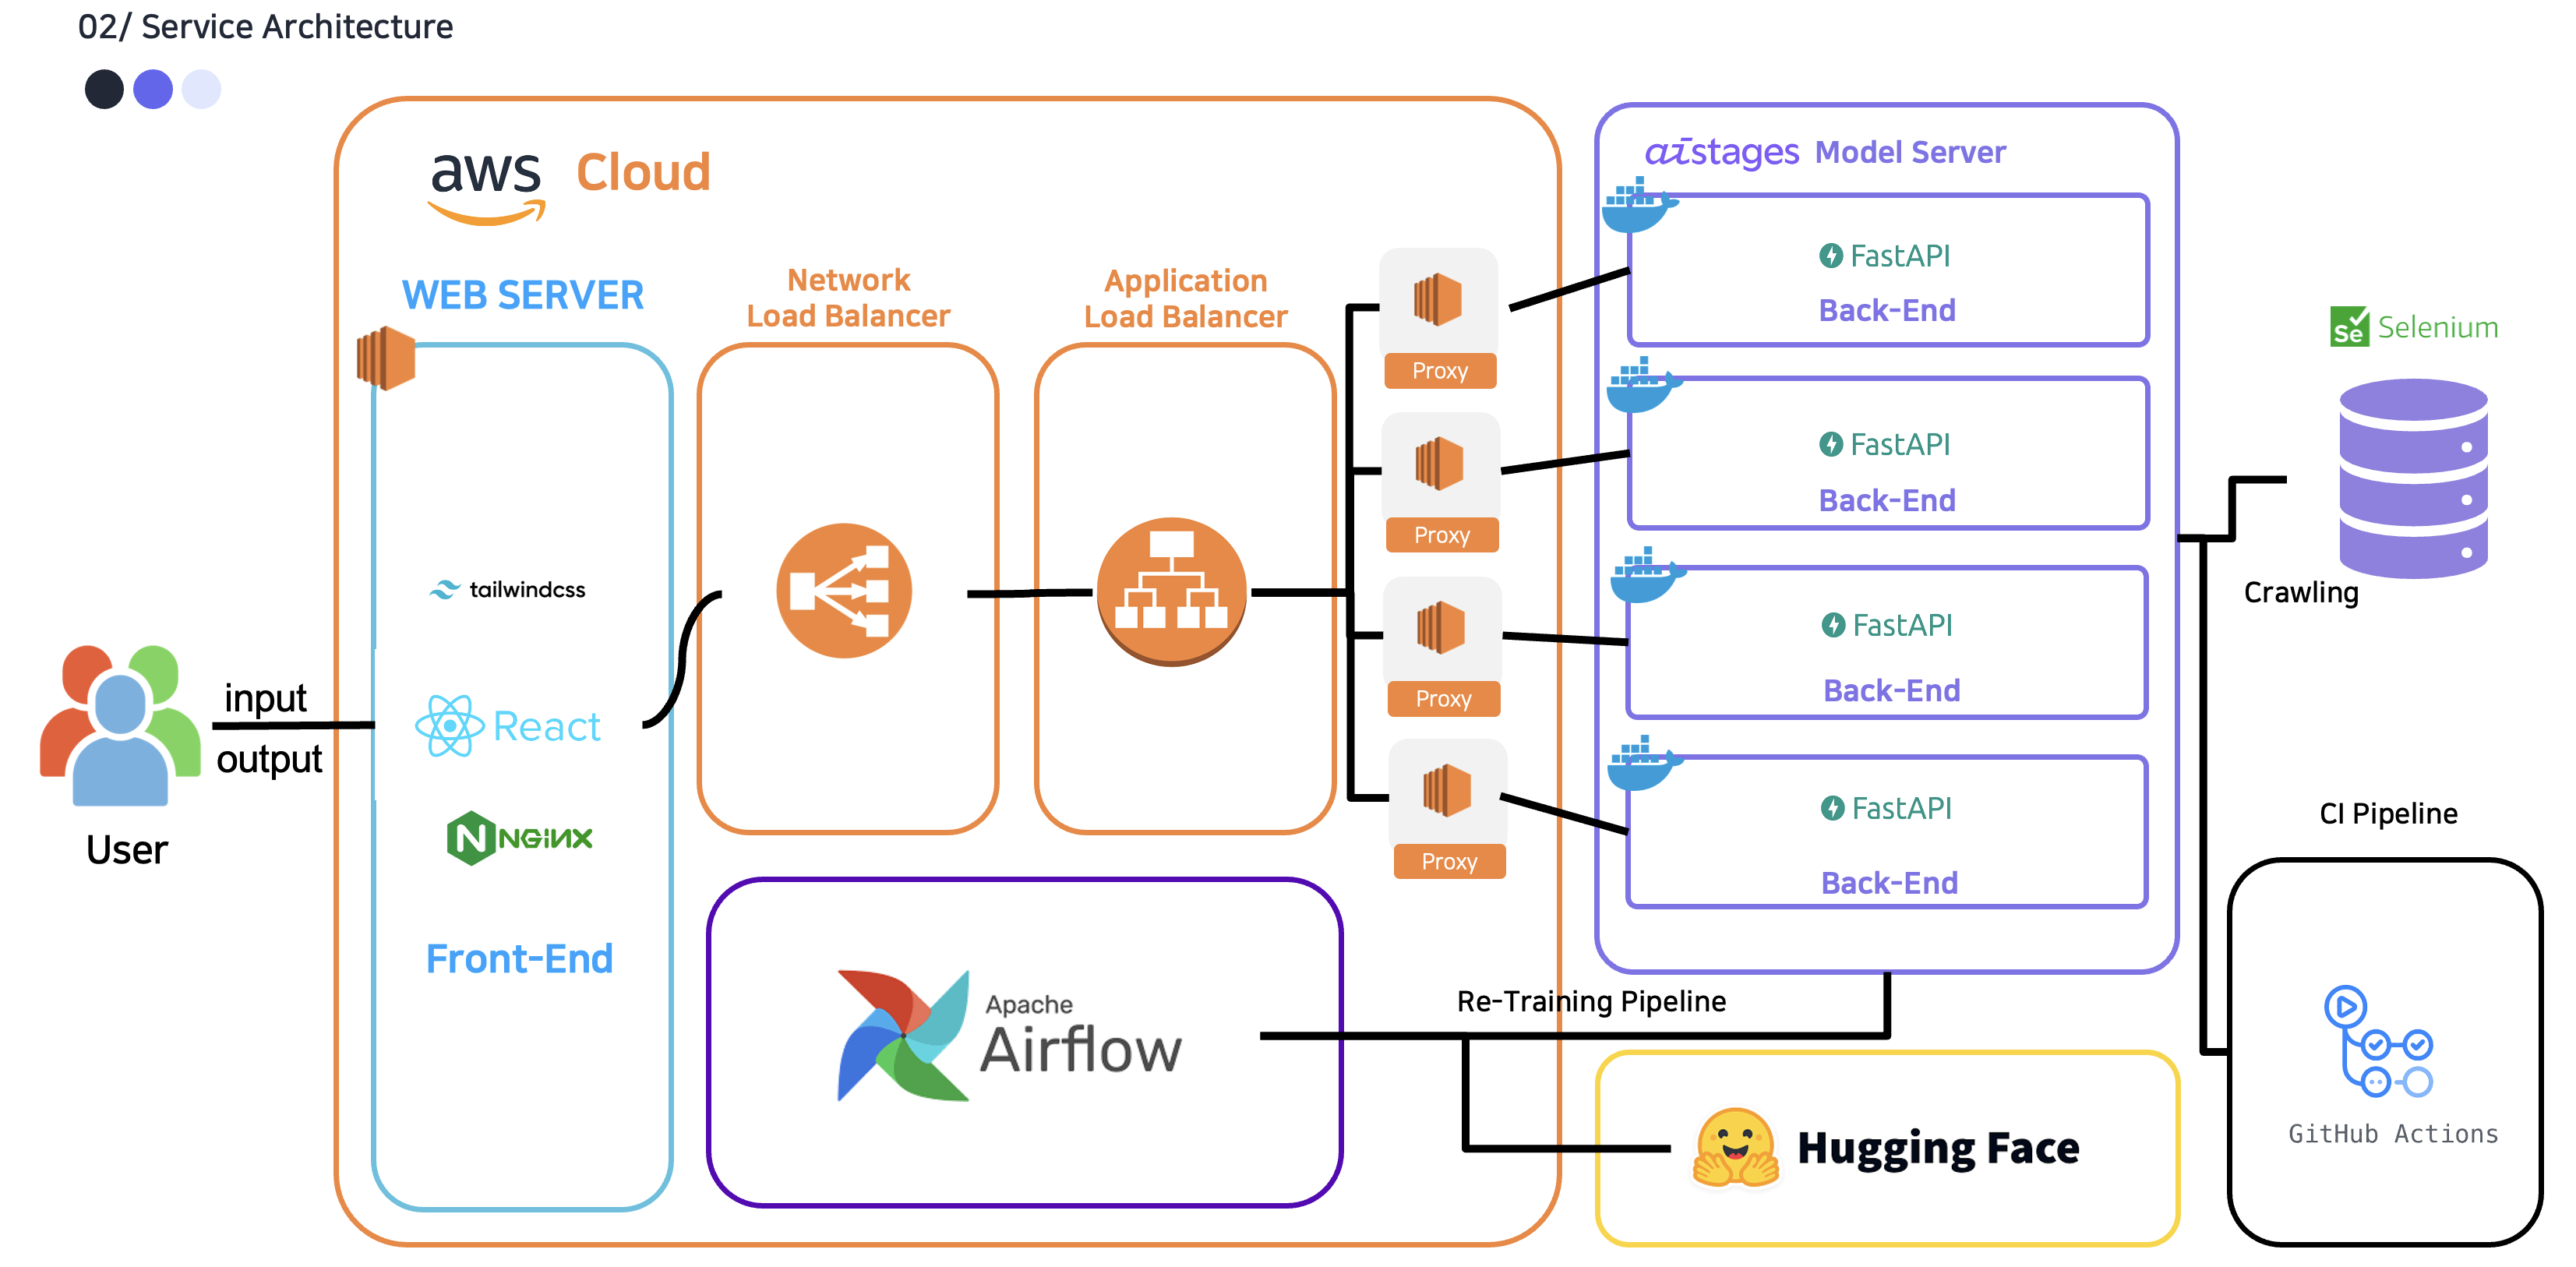 02/ Service Architecture
aws Cloud
WEB SERVER
Network
Load Balancer
Application
Load Balancer
tailwindcss
React
NGINX
Front-End
input
output
User
Proxy
Proxy
Proxy
Proxy
Apache
Airflow
aistages Model Server
FastAPI
Back-End
FastAPI
Back-End
FastAPI
Back-End
FastAPI
Back-End
Re-Training Pipeline
Hugging Face
Se Selenium
Crawling
CI Pipeline
GitHub Actions